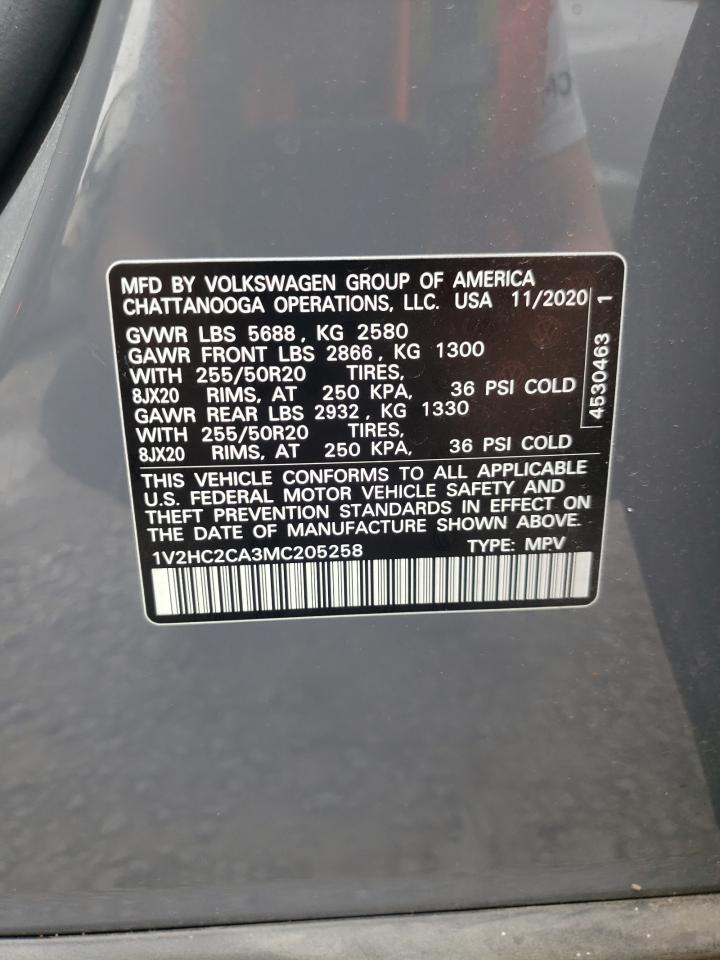 MFD BY VOLKSWAGEN GROUP OF AMERICA
CHATTANOOGA OPERATIONS, LLC. USA 11/2020
GVWR LBS 5688, KG 2580
GAWR FRONT LBS 2866, KG 1300
WITH 255/50R20 TIRES,
8JX20 RIMS, AT 250 KPA, 36 PSI COLD
GAWR REAR LBS 2932, KG 1330
WITH 255/50R20 TIRES,
8JX20 RIMS, AT 250 KPA, 36 PSI COLD
4530463 1
THIS VEHICLE CONFORMS TO ALL APPLICABLE
U.S. FEDERAL MOTOR VEHICLE SAFETY AND
THEFT PREVENTION STANDARDS IN EFFECT ON
THE DATE OF MANUFACTURE SHOWN ABOVE.
1V2HC2CA3MC205258 TYPE: MPV